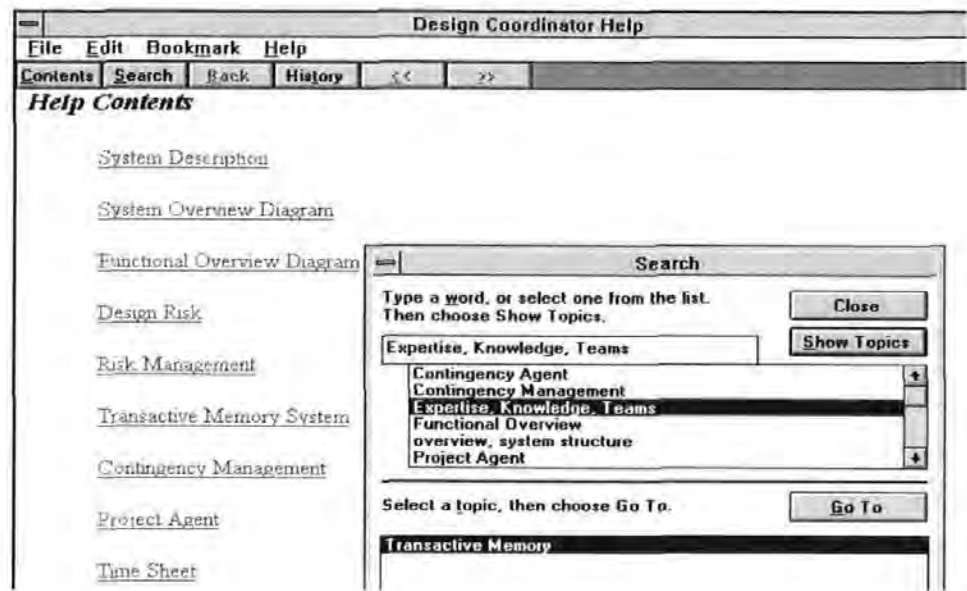 Design Coordinator Help
File Edit Bookmark Help
Contents Search Back History << >>
Help Contents
System Description
System Overview Diagram
Functional Overview Diagram
Design Risk
Risk Management
Transactive Memory System
Contingency Management
Project Agent
Time Sheet
Search
Type a word, or select one from the list.
Then choose Show Topics.
Close
Show Topics
Expertise, Knowledge, Teams
Contingency Agent
Contingency Management
Expertise, Knowledge, Teams
Functional Overview
overview, system structure
Project Agent
Select a topic, then choose Go To.
Go To
Transactive Memory